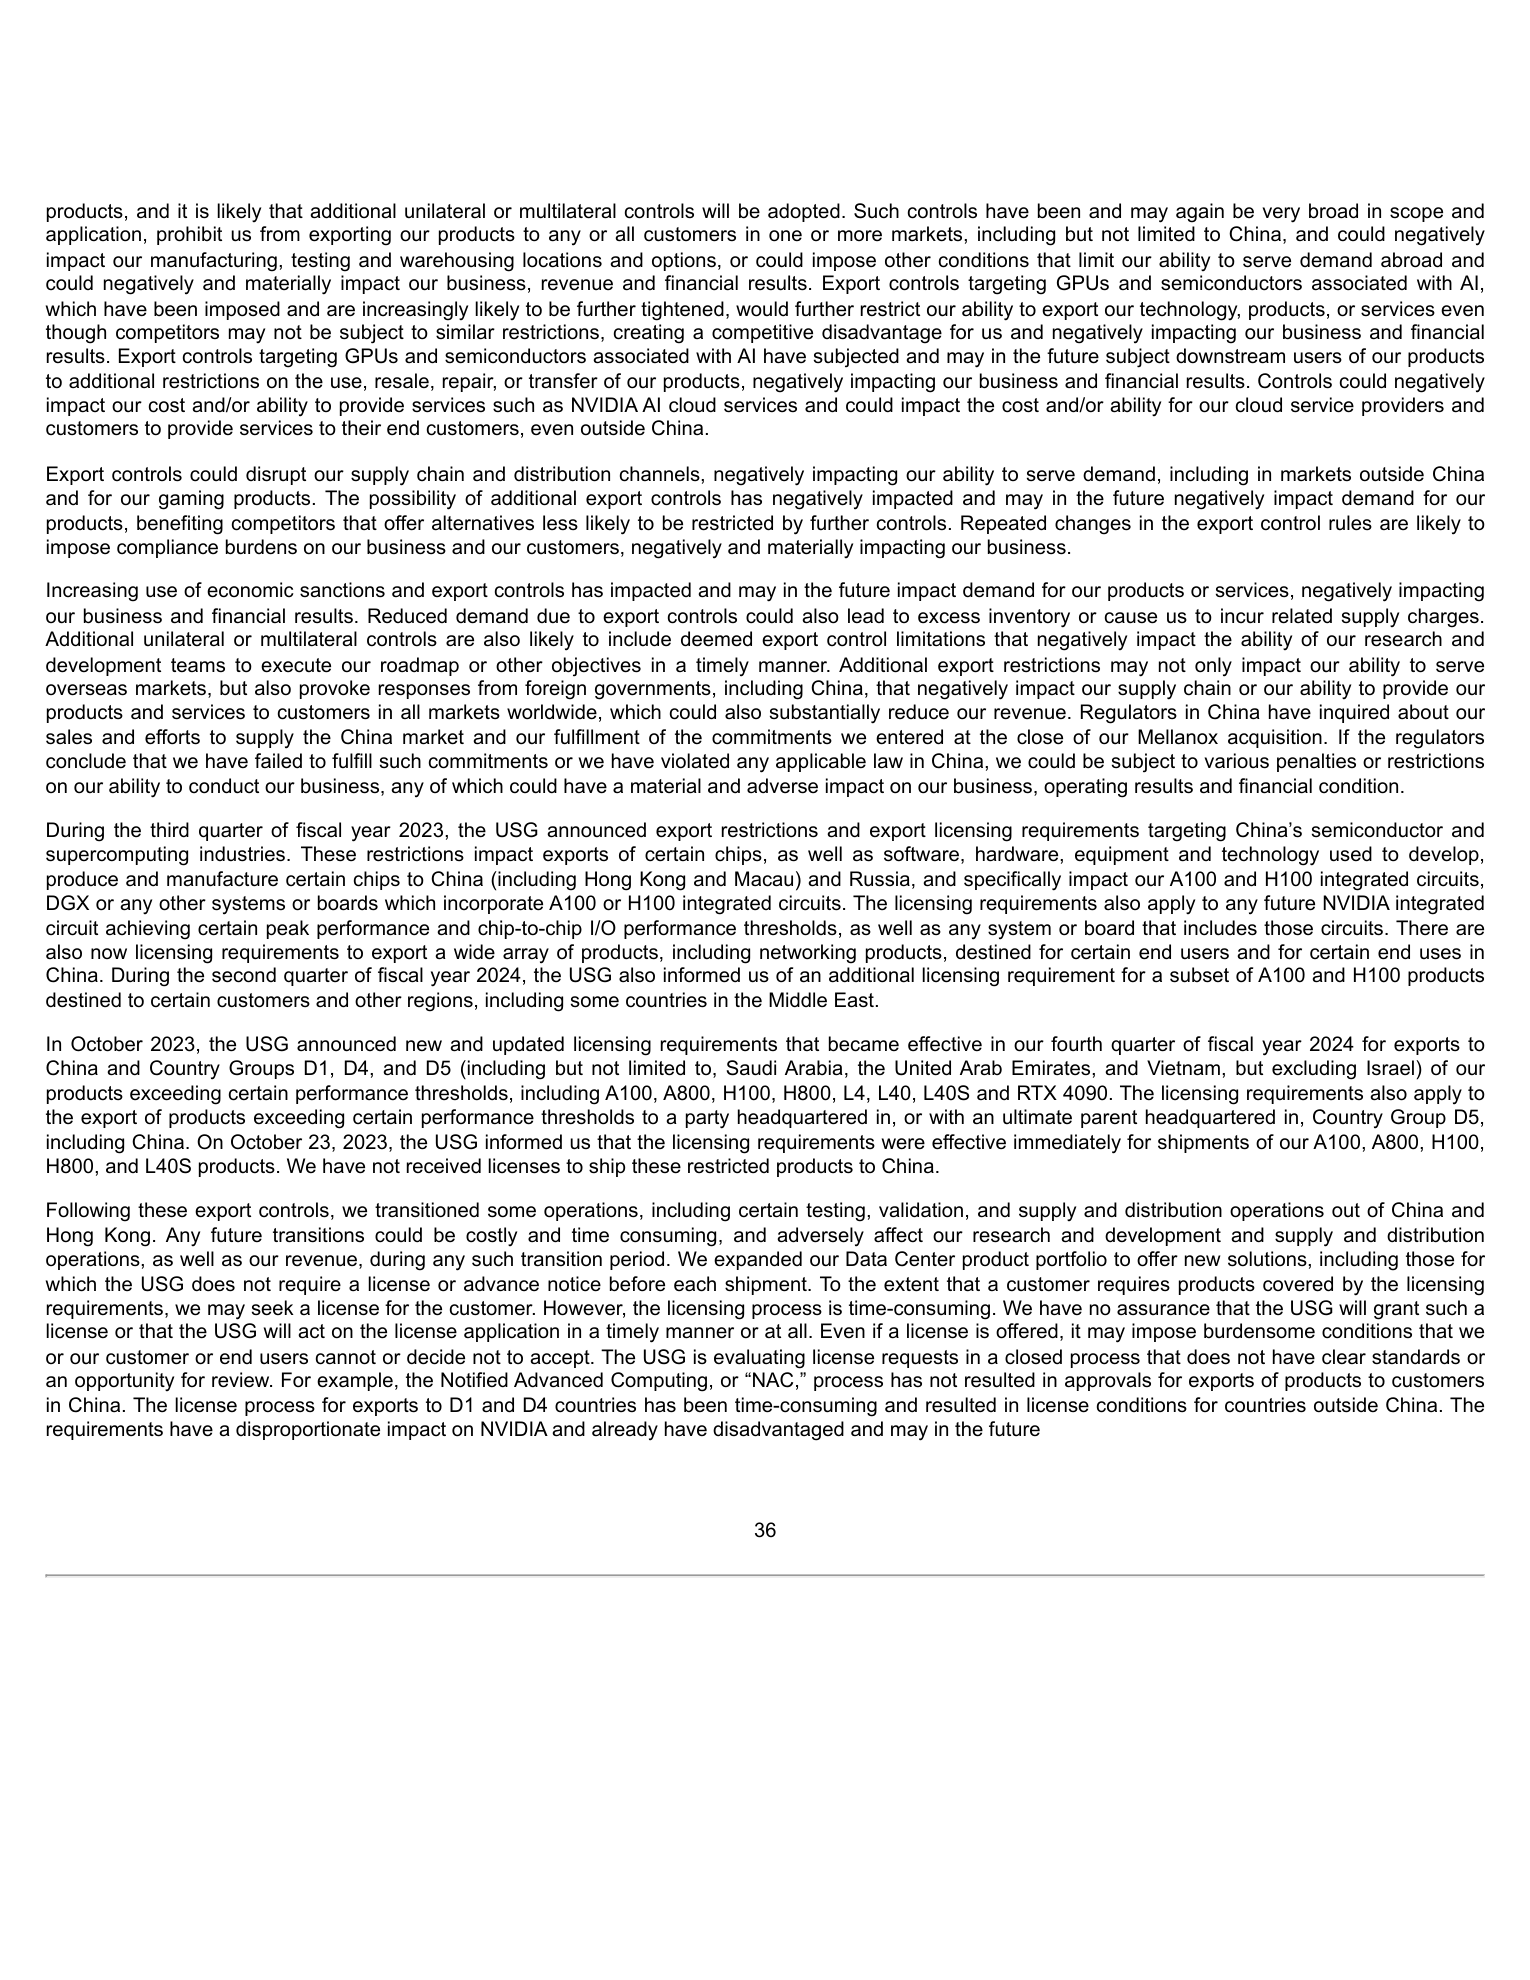 products, and it is likely that additional unilateral or multilateral controls will be adopted. Such controls have been and may again be very broad in scope and
application, prohibit us from exporting our products to any or all customers in one or more markets, including but not limited to China, and could negatively
impact our manufacturing, testing and warehousing locations and options, or could impose other conditions that limit our ability to serve demand abroad and
could negatively and materially impact our business, revenue and financial results. Export controls targeting GPUs and semiconductors associated with AI,
which have been imposed and are increasingly likely to be further tightened, would further restrict our ability to export our technology, products, or services even
though competitors may not be subject to similar restrictions, creating a competitive disadvantage for us and negatively impacting our business and financial
results. Export controls targeting GPUs and semiconductors associated with AI have subjected and may in the future subject downstream users of our products
to additional restrictions on the use, resale, repair, or transfer of our products, negatively impacting our business and financial results. Controls could negatively
impact our cost and/or ability to provide services such as NVIDIA AI cloud services and could impact the cost and/or ability for our cloud service providers and
customers to provide services to their end customers, even outside China.
Export controls could disrupt our supply chain and distribution channels, negatively impacting our ability to serve demand, including in markets outside China
and for our gaming products. The possibility of additional export controls has negatively impacted and may in the future negatively impact demand for our
products, benefiting competitors that offer alternatives less likely to be restricted by further controls. Repeated changes in the export control rules are likely to
impose compliance burdens on our business and our customers, negatively and materially impacting our business.
Increasing use of economic sanctions and export controls has impacted and may in the future impact demand for our products or services, negatively impacting
our business and financial results. Reduced demand due to export controls could also lead to excess inventory or cause us to incur related supply charges.
Additional unilateral or multilateral controls are also likely to include deemed export control limitations that negatively impact the ability of our research and
development teams to execute our roadmap or other objectives in a timely manner. Additional export restrictions may not only impact our ability to serve
overseas markets, but also provoke responses from foreign governments, including China, that negatively impact our supply chain or our ability to provide our
products and services to customers in all markets worldwide, which could also substantially reduce our revenue. Regulators in China have inquired about our
sales and efforts to supply the China market and our fulfillment of the commitments we entered at the close of our Mellanox acquisition. If the regulators
conclude that we have failed to fulfill such commitments or we have violated any applicable law in China, we could be subject to various penalties or restrictions
on our ability to conduct our business, any of which could have a material and adverse impact on our business, operating results and financial condition.
During the third quarter of fiscal year 2023, the USG announced export restrictions and export licensing requirements targeting China’s semiconductor and
supercomputing industries. These restrictions impact exports of certain chips, as well as software, hardware, equipment and technology used to develop,
produce and manufacture certain chips to China (including Hong Kong and Macau) and Russia, and specifically impact our A100 and H100 integrated circuits,
DGX or any other systems or boards which incorporate A100 or H100 integrated circuits. The licensing requirements also apply to any future NVIDIA integrated
circuit achieving certain peak performance and chip-to-chip I/O performance thresholds, as well as any system or board that includes those circuits. There are
also now licensing requirements to export a wide array of products, including networking products, destined for certain end users and for certain end uses in
China. During the second quarter of fiscal year 2024, the USG also informed us of an additional licensing requirement for a subset of A100 and H100 products
destined to certain customers and other regions, including some countries in the Middle East.
In October 2023, the USG announced new and updated licensing requirements that became effective in our fourth quarter of fiscal year 2024 for exports to
China and Country Groups D1, D4, and D5 (including but not limited to, Saudi Arabia, the United Arab Emirates, and Vietnam, but excluding Israel) of our
products exceeding certain performance thresholds, including A100, A800, H100, H800, L4, L40, L40S and RTX 4090. The licensing requirements also apply to
the export of products exceeding certain performance thresholds to a party headquartered in, or with an ultimate parent headquartered in, Country Group D5,
including China. On October 23, 2023, the USG informed us that the licensing requirements were effective immediately for shipments of our A100, A800, H100,
H800, and L40S products. We have not received licenses to ship these restricted products to China.
Following these export controls, we transitioned some operations, including certain testing, validation, and supply and distribution operations out of China and
Hong Kong. Any future transitions could be costly and time consuming, and adversely affect our research and development and supply and distribution
operations, as well as our revenue, during any such transition period. We expanded our Data Center product portfolio to offer new solutions, including those for
which the USG does not require a license or advance notice before each shipment. To the extent that a customer requires products covered by the licensing
requirements, we may seek a license for the customer. However, the licensing process is time-consuming. We have no assurance that the USG will grant such a
license or that the USG will act on the license application in a timely manner or at all. Even if a license is offered, it may impose burdensome conditions that we
or our customer or end users cannot or decide not to accept. The USG is evaluating license requests in a closed process that does not have clear standards or
an opportunity for review. For example, the Notified Advanced Computing, or “NAC,” process has not resulted in approvals for exports of products to customers
in China. The license process for exports to D1 and D4 countries has been time-consuming and resulted in license conditions for countries outside China. The
requirements have a disproportionate impact on NVIDIA and already have disadvantaged and may in the future
36